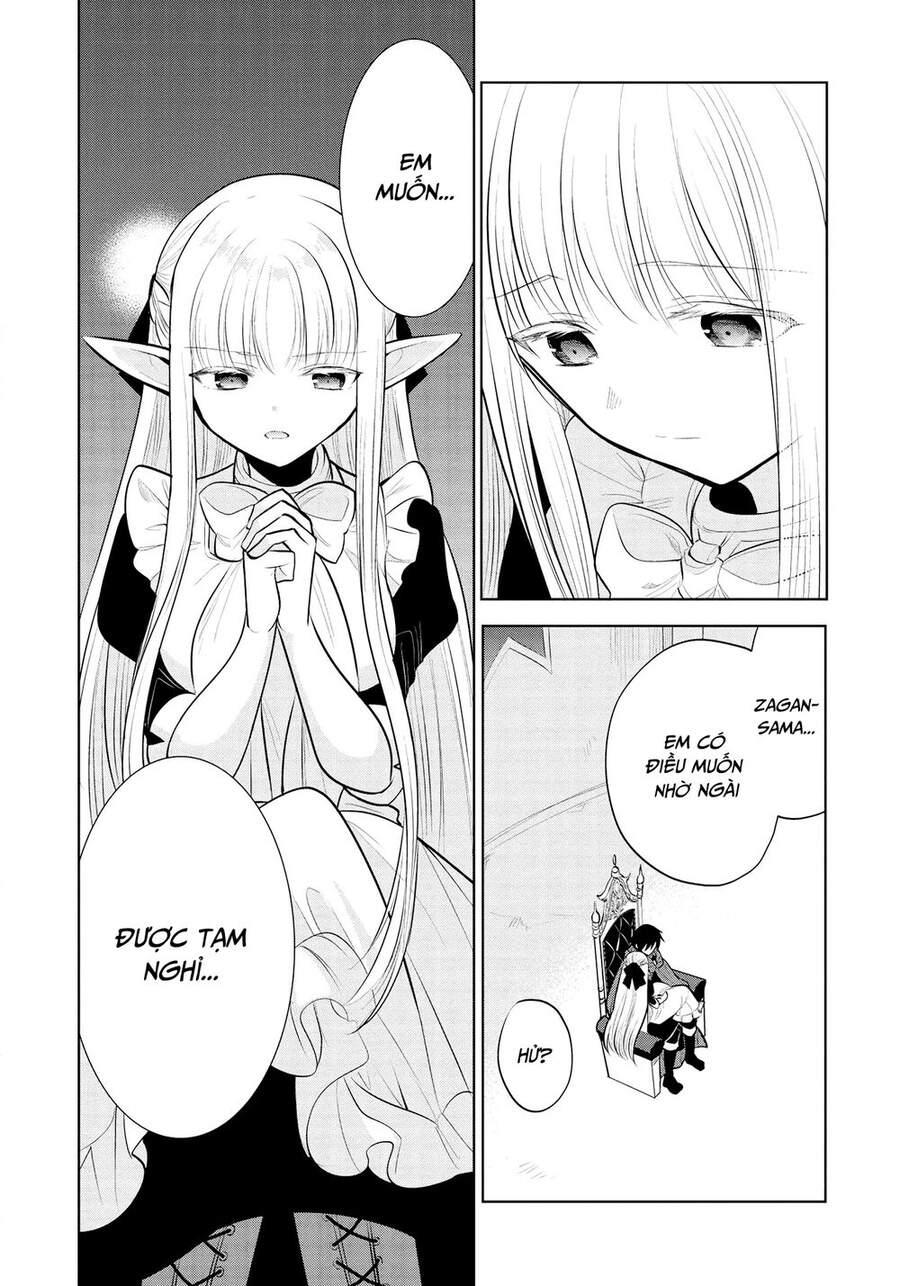 ZAGAN-
SAMA...
EM CÓ
ĐIỀU MUỐN
NHỜ NGÀI
HỬ?
EM
MUỐN...
ĐƯỢC TẠM
NGHỈ...